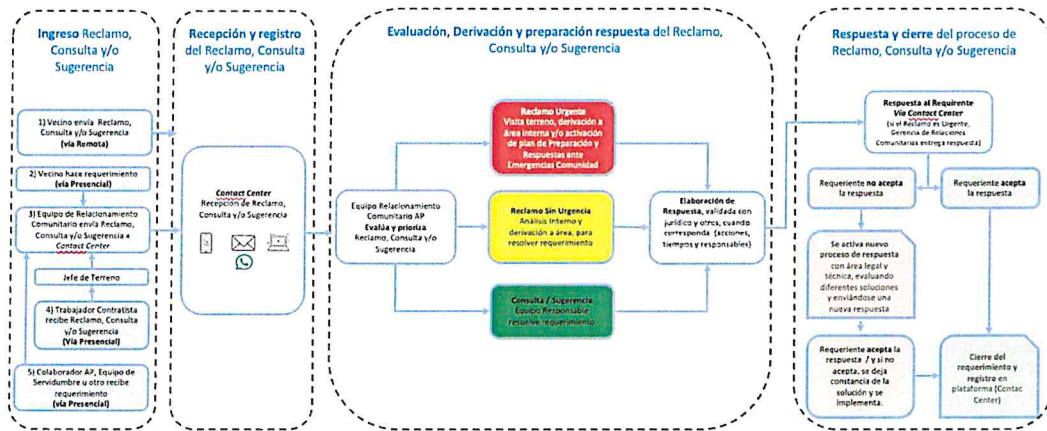 Ingreso Reclamo,
Consulta y/o
Sugerencia
1) Vecino envía Reclamo,
Consulta y/o Sugerencia
(vía Remota)
2) Vecino hace requerimiento
(vía Presencial)
3) Equipo de Relacionamiento
Comunitario envía Reclamo,
Consulta y/o Sugerencia a
Contact Center
Jefe de Terreno
4) Trabajador Contratista
recibe Reclamo, Consulta
y/o Sugerencia
(Vía Presencial)
5) Colaborador AP, Equipo de
Servidumbre u otro recibe
requerimiento
(vía Presencial)
Recepción y registro
del Reclamo, Consulta
y/o Sugerencia
Contact Center
Recepción de Reclamo,
Consulta y/o Sugerencia
Evaluación, Derivación y preparación respuesta del Reclamo,
Consulta y/o Sugerencia
Equipo Relacionamiento
Comunitario AP
Evalúa y prioriza
Reclamo, Consulta y/o
Sugerencia
Reclamo Urgente
Visita terreno, derivación a
área interna y/o activación
de plan de Preparación y
Respuestas ante
Emergencias Comunidad
Reclamo Sin Urgencia
Análisis Interno y
derivación a área, para
resolver requerimiento
Consulta / Sugerencia
Equipo Responsable
resuelve requerimiento
Elaboración de
Respuesta, validada con
jurídico y otros, cuando
corresponda (acciones,
tiempos y responsables)
Respuesta y cierre del proceso de
Reclamo, Consulta y/o Sugerencia
Respuesta al Requirente
Vía Contact Center
(si el Reclamo es Urgente,
Gerencia de Relaciones
Comunitarias entrega respuesta)
Requeriente no acepta
la respuesta
Requeriente acepta
la respuesta
Se activa nuevo
proceso de respuesta
con área legal y
técnica, evaluando
diferentes soluciones
y enviándose una
nueva respuesta
Requeriente acepta la
respuesta / y si no
acepta, se deja
constancia de la
solución y se
implementa.
Cierre del
requerimiento y
registro en
plataforma (Contac
Center)